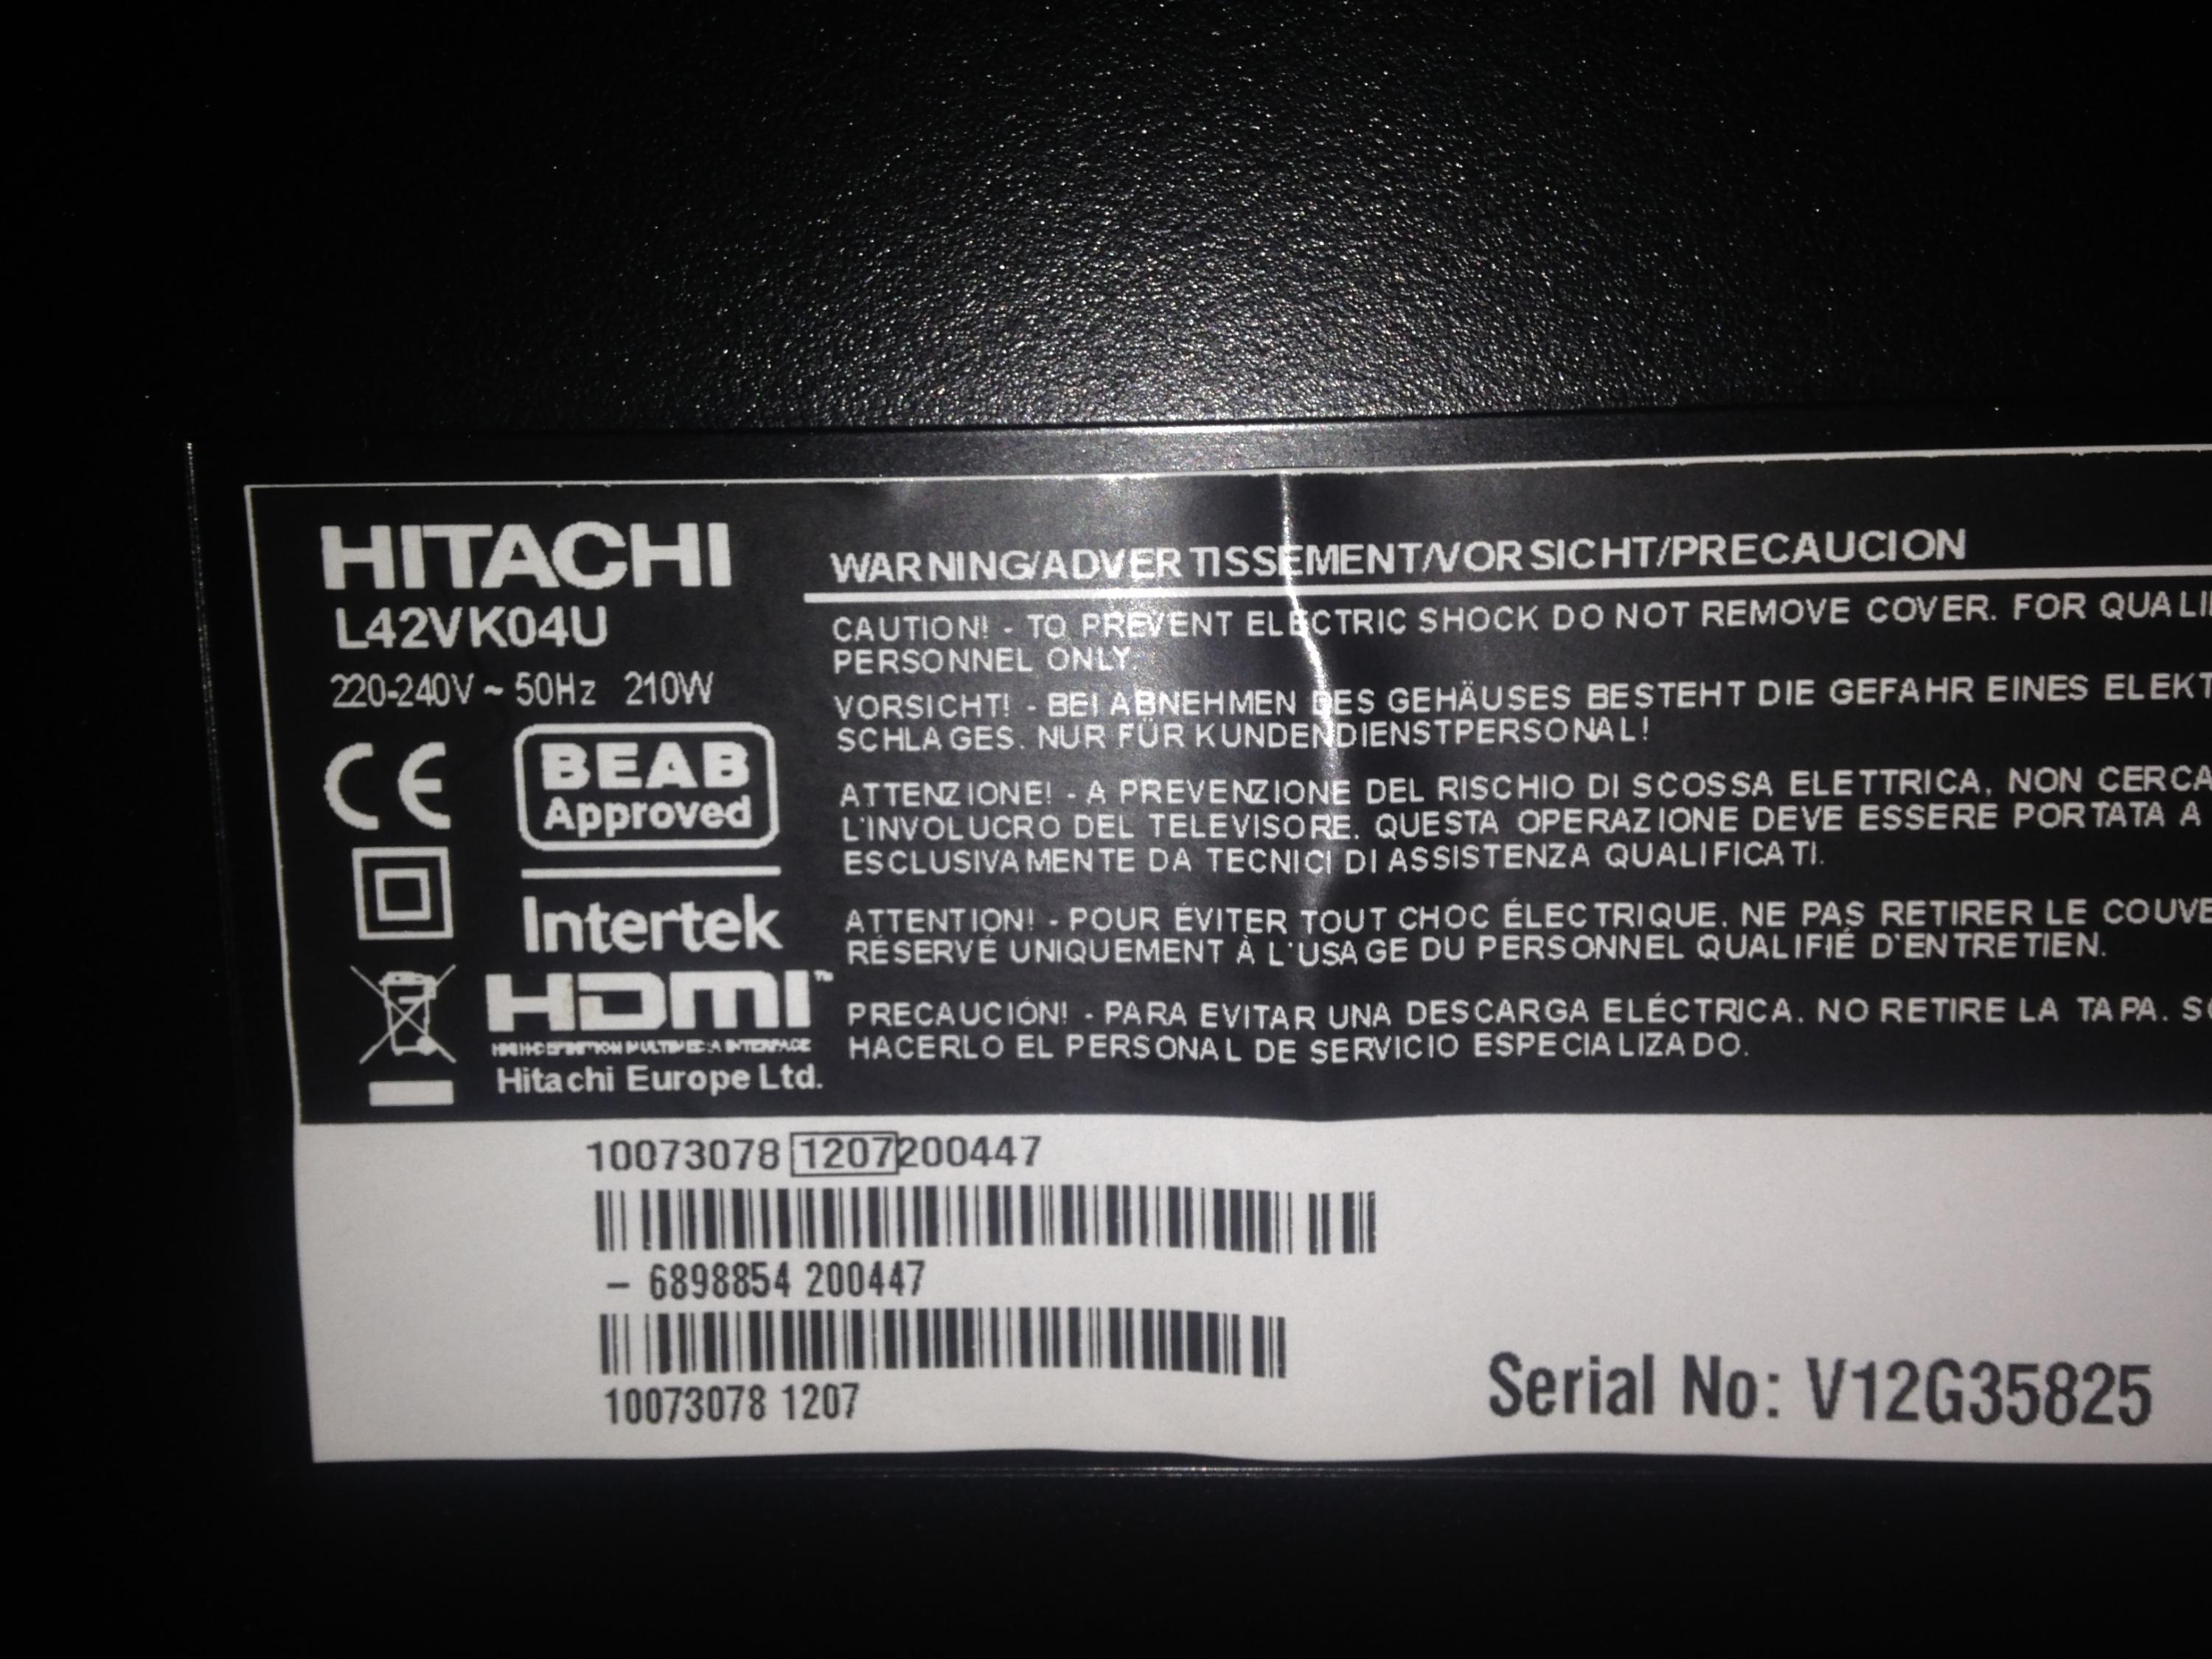 HITACHI
L42VK04U
220-240V ~ 50Hz 210W
CE
BEAB
Approved
Intertek
HDMI™
HIGH-DEFINITION MULTIMEDIA INTERFACE
Hitachi Europe Ltd.
WARNING/ADVERTISSEMENT/VORSICHT/PRECAUCION
CAUTION! - TO PREVENT ELECTRIC SHOCK DO NOT REMOVE COVER. FOR
PERSONNEL ONLY.
VORSICHT! - BEI ABNEHMEN DES GEHÄUSES BESTEHT DIE GEFAHR EINES
SCHLAGES. NUR FÜR KUNDENDIENSTPERSONAL!
ATTENZIONE! - A PREVENZIONE DEL RISCHIO DI SCOSSA ELETTRICA, NON
L'INVOLUCRO DEL TELEVISORE. QUESTA OPERAZIONE DEVE ESSERE PORTATA A
ESCLUSIVAMENTE DA TECNICI DI ASSISTENZA QUALIFICATI.
ATTENTION! - POUR ÉVITER TOUT CHOC ÉLECTRIQUE, NE PAS RETIRER LE
RÉSERVÉ UNIQUEMENT À L'USAGE DU PERSONNEL QUALIFIÉ D'ENTRETIEN.
PRECAUCIÓN! - PARA EVITAR UNA DESCARGA ELÉCTRICA. NO RETIRE LA TAPA.
HACERLO EL PERSONAL DE SERVICIO ESPECIALIZADO.
10073078 1207200447
- 6898854 200447
10073078 1207
Serial No: V12G35825